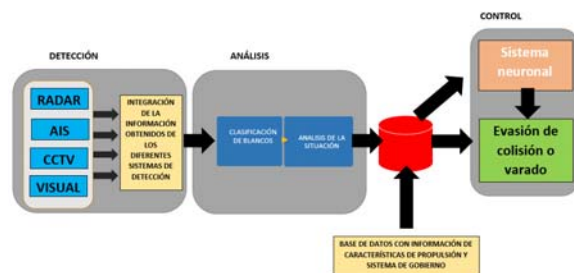 DETECCIÓN
RADAR
AIS
CCTV
VISUAL
INTEGRACIÓN
DE LA
INFORMACIÓN
OBTENIDOS DE
LOS
DIFERENTES
SISTEMAS DE
DETECCIÓN
ANÁLISIS
CLASIFICACIÓN
DE BLANCOS
ANALISIS DE LA
SITUACIÓN
BASE DE DATOS CON INFORMACIÓN DE
CARACTERÍSTICAS DE PROPULSIÓN Y
SISTEMA DE GOBIERNO
CONTROL
Sistema
neuronal
Evasión de
colisión o
varado